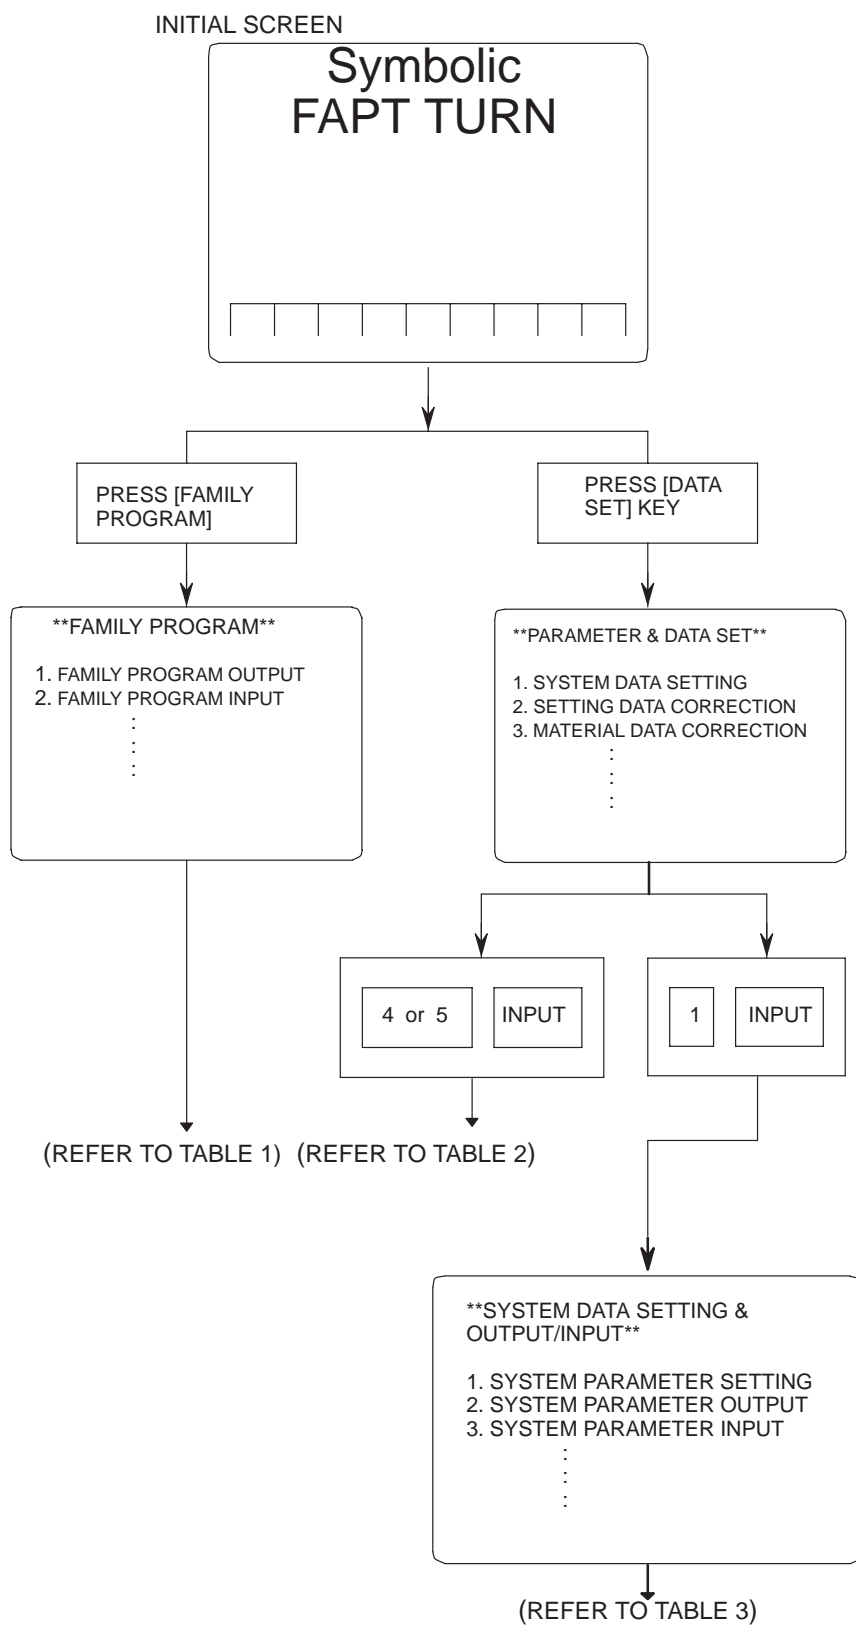 INITIAL SCREEN
Symbolic
FAPT TURN
PRESS [FAMILY
PROGRAM]
PRESS [DATA
SET] KEY
**FAMILY PROGRAM**
1. FAMILY PROGRAM OUTPUT
2. FAMILY PROGRAM INPUT
:
:
:
**PARAMETER & DATA SET**
1. SYSTEM DATA SETTING
2. SETTING DATA CORRECTION
3. MATERIAL DATA CORRECTION
:
:
:
4 or 5
INPUT
1
INPUT
(REFER TO TABLE 1)
(REFER TO TABLE 2)
**SYSTEM DATA SETTING &
OUTPUT/INPUT**
1. SYSTEM PARAMETER SETTING
2. SYSTEM PARAMETER OUTPUT
3. SYSTEM PARAMETER INPUT
:
:
:
(REFER TO TABLE 3)